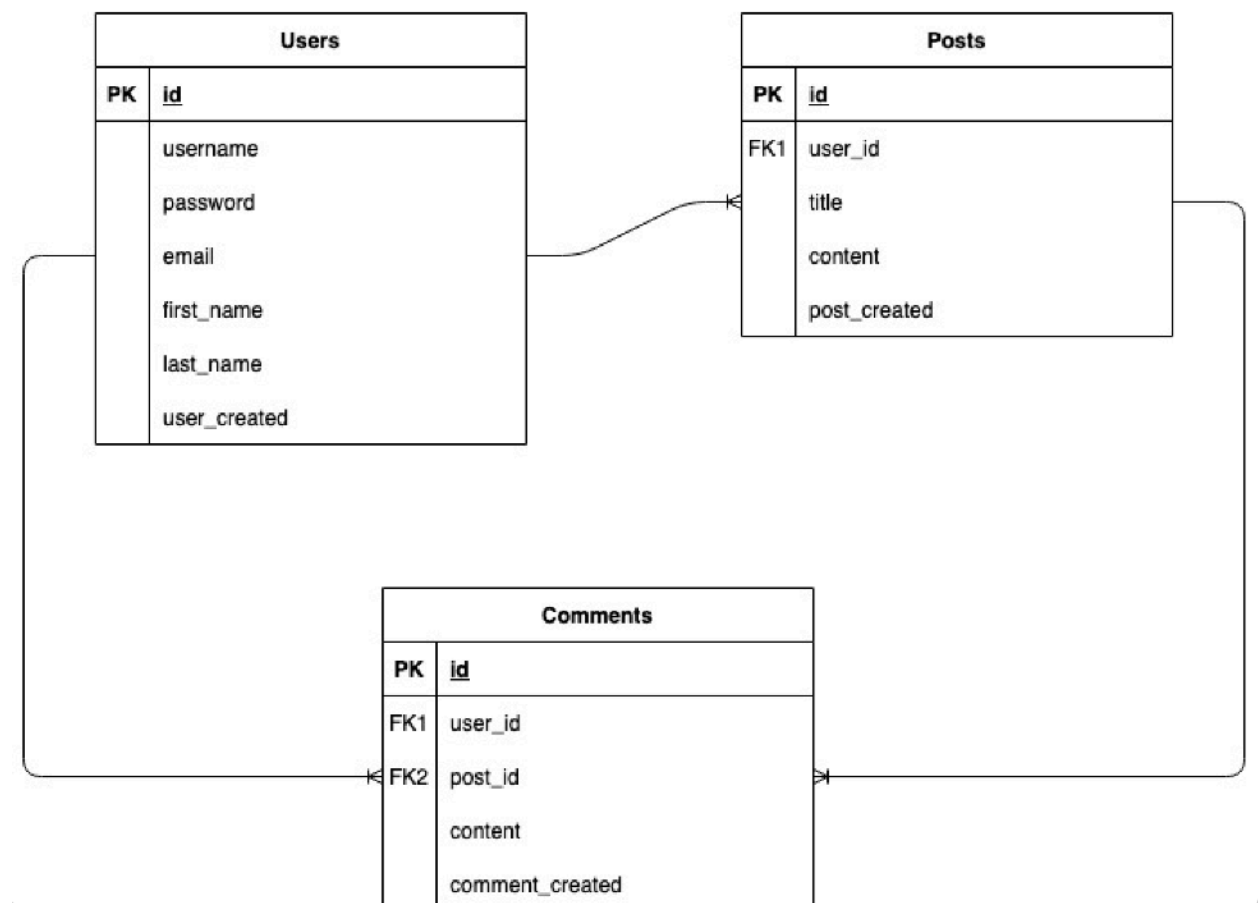 Users
PK id
username
password
email
first_name
last_name
user_created
Posts
PK id
FK1 user_id
title
content
post_created
Comments
PK id
FK1 user_id
FK2 post_id
content
comment_created